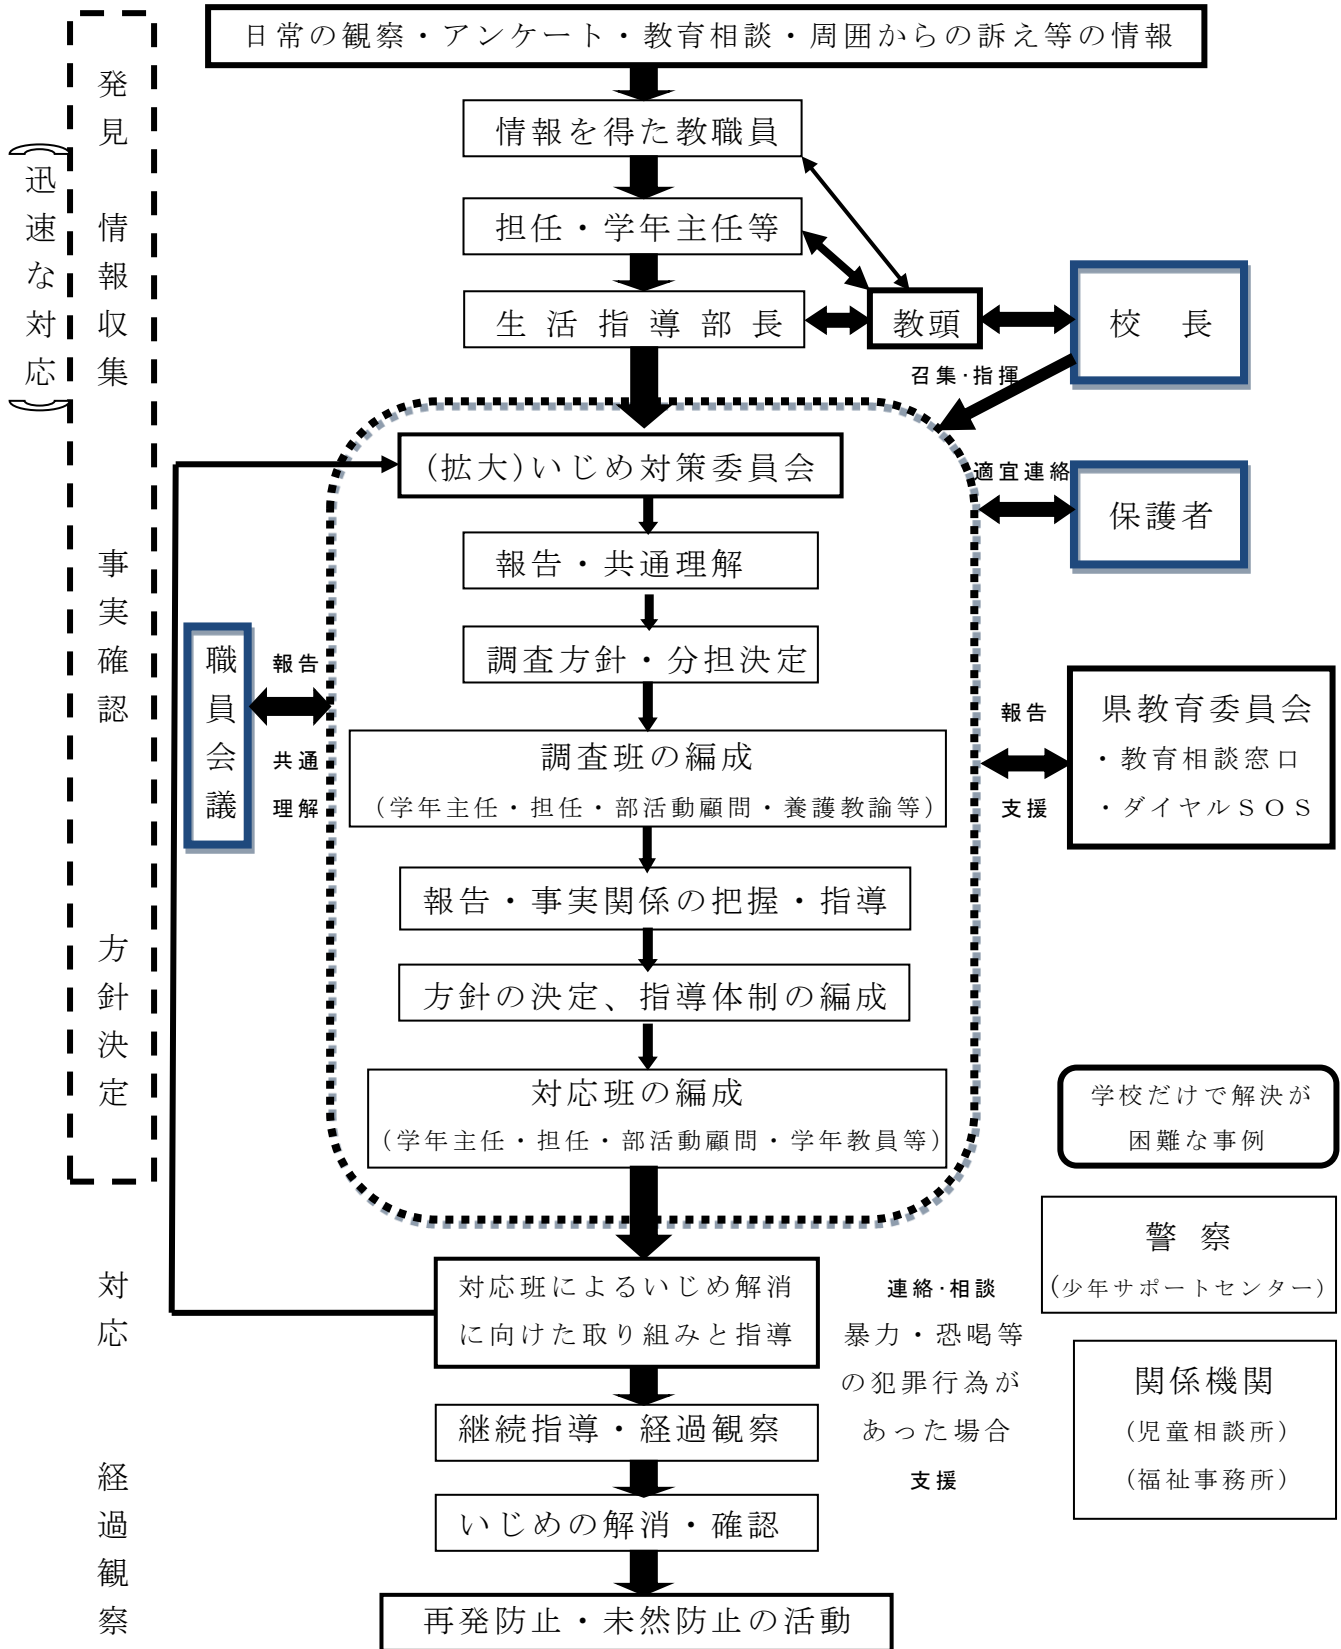 日常の観察・アンケート・教育相談・周囲からの訴え等の情報
発見
情報収集
(迅速な対応)
事実確認
方針決定
対応
経過観察
情報を得た教職員
担任・学年主任等
生活指導部長
教頭
校長
召集・指揮
(拡大)いじめ対策委員会
適宜連絡
保護者
報告・共通理解
調査方針・分担決定
職員会議
報告
共通
理解
調査班の編成
(学年主任・担任・部活動顧問・養護教諭等)
報告
支援
県教育委員会
・教育相談窓口
・ダイヤルSOS
報告・事実関係の把握・指導
方針の決定、指導体制の編成
対応班の編成
(学年主任・担任・部活動顧問・学年教員等)
学校だけで解決が
困難な事例
警察
(少年サポートセンター)
対応班によるいじめ解消
に向けた取り組みと指導
連絡・相談
暴力・恐喝等
の犯罪行為が
あった場合
支援
関係機関
(児童相談所)
(福祉事務所)
継続指導・経過観察
いじめの解消・確認
再発防止・未然防止の活動